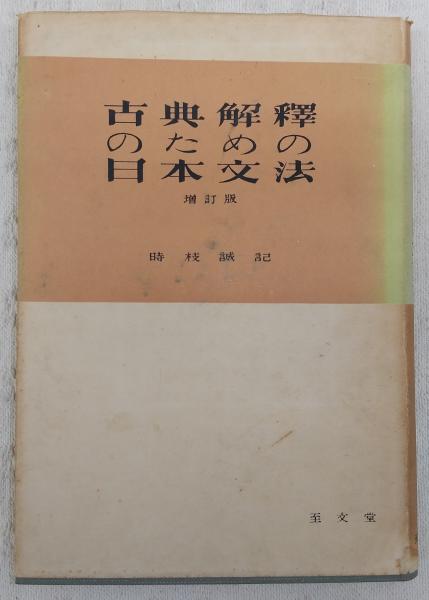 古典解釋
のための
日本文法
増訂版
時枝誠記
至文堂